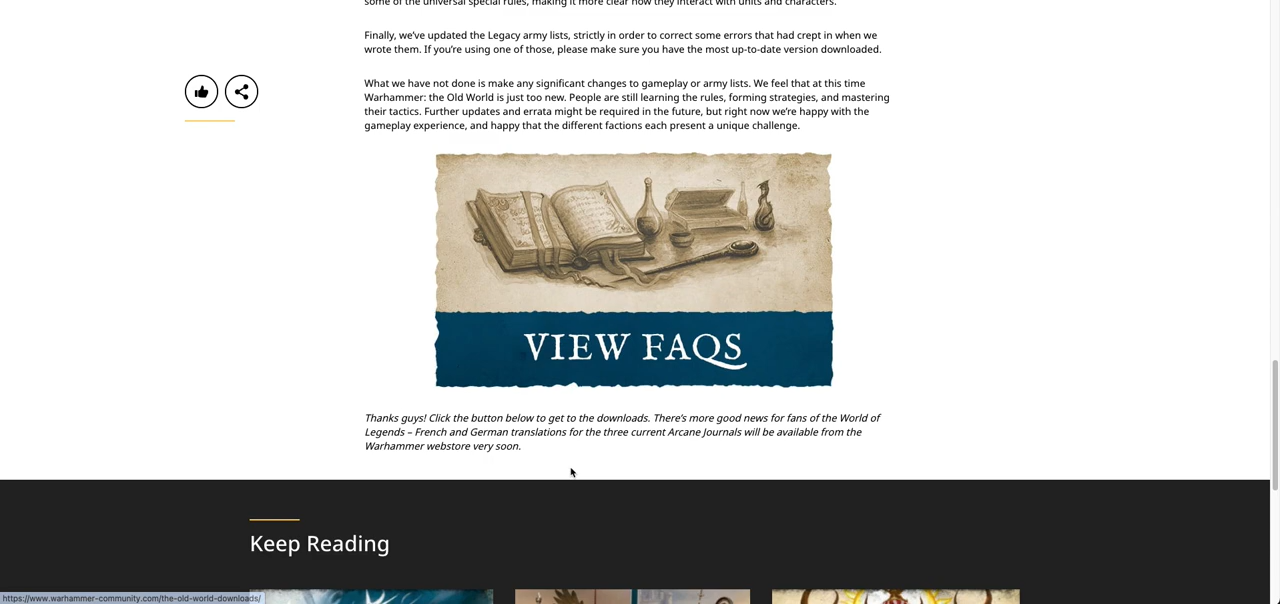 some of the universal special rules, making it more clear how they interact with units and characters.
Finally, we’ve updated the Legacy army lists, strictly in order to correct some errors that had crept in when we
wrote them. If you’re using one of those, please make sure you have the most up-to-date version downloaded.
What we have not done is make any significant changes to gameplay or army lists. We feel that at this time
Warhammer: the Old World is just too new. People are still learning the rules, forming strategies, and mastering
their tactics. Further updates and errata might be required in the future, but right now we’re happy with the
gameplay experience, and happy that the different factions each present a unique challenge.
VIEW FAQS
Thanks guys! Click the button below to get to the downloads. There’s more good news for fans of the World of
Legends – French and German translations for the three current Arcane Journals will be available from the
Warhammer webstore very soon.
Keep Reading
https://www.warhammer-community.com/the-old-world-downloads/